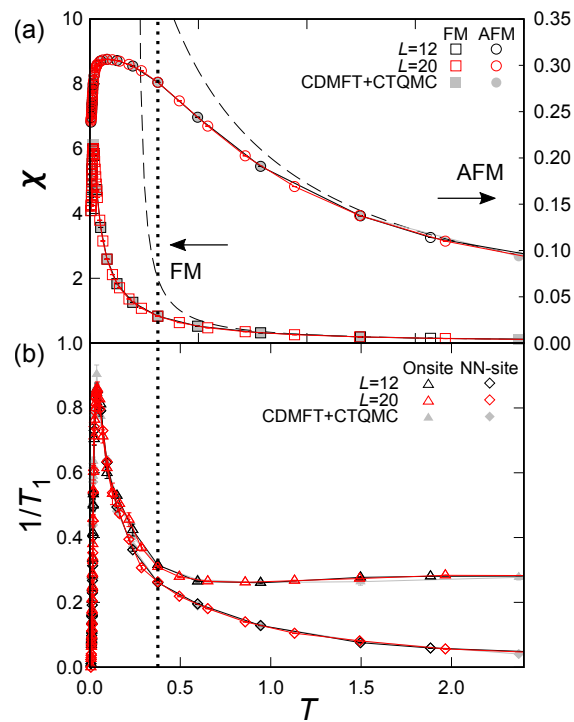 (a)
10
8
6
4
2
χ
FM AFM
L=12
L=20
CDMFT+CTQMC
0.35
0.30
0.25
0.20
0.15
0.10
0.05
0.00
AFM
FM
(b)
1.0
0.8
0.6
0.4
0.2
0.0
1/T1
Onsite NN-site
L=12
L=20
CDMFT+CTQMC
0.0 0.5 1.0 1.5 2.0
T